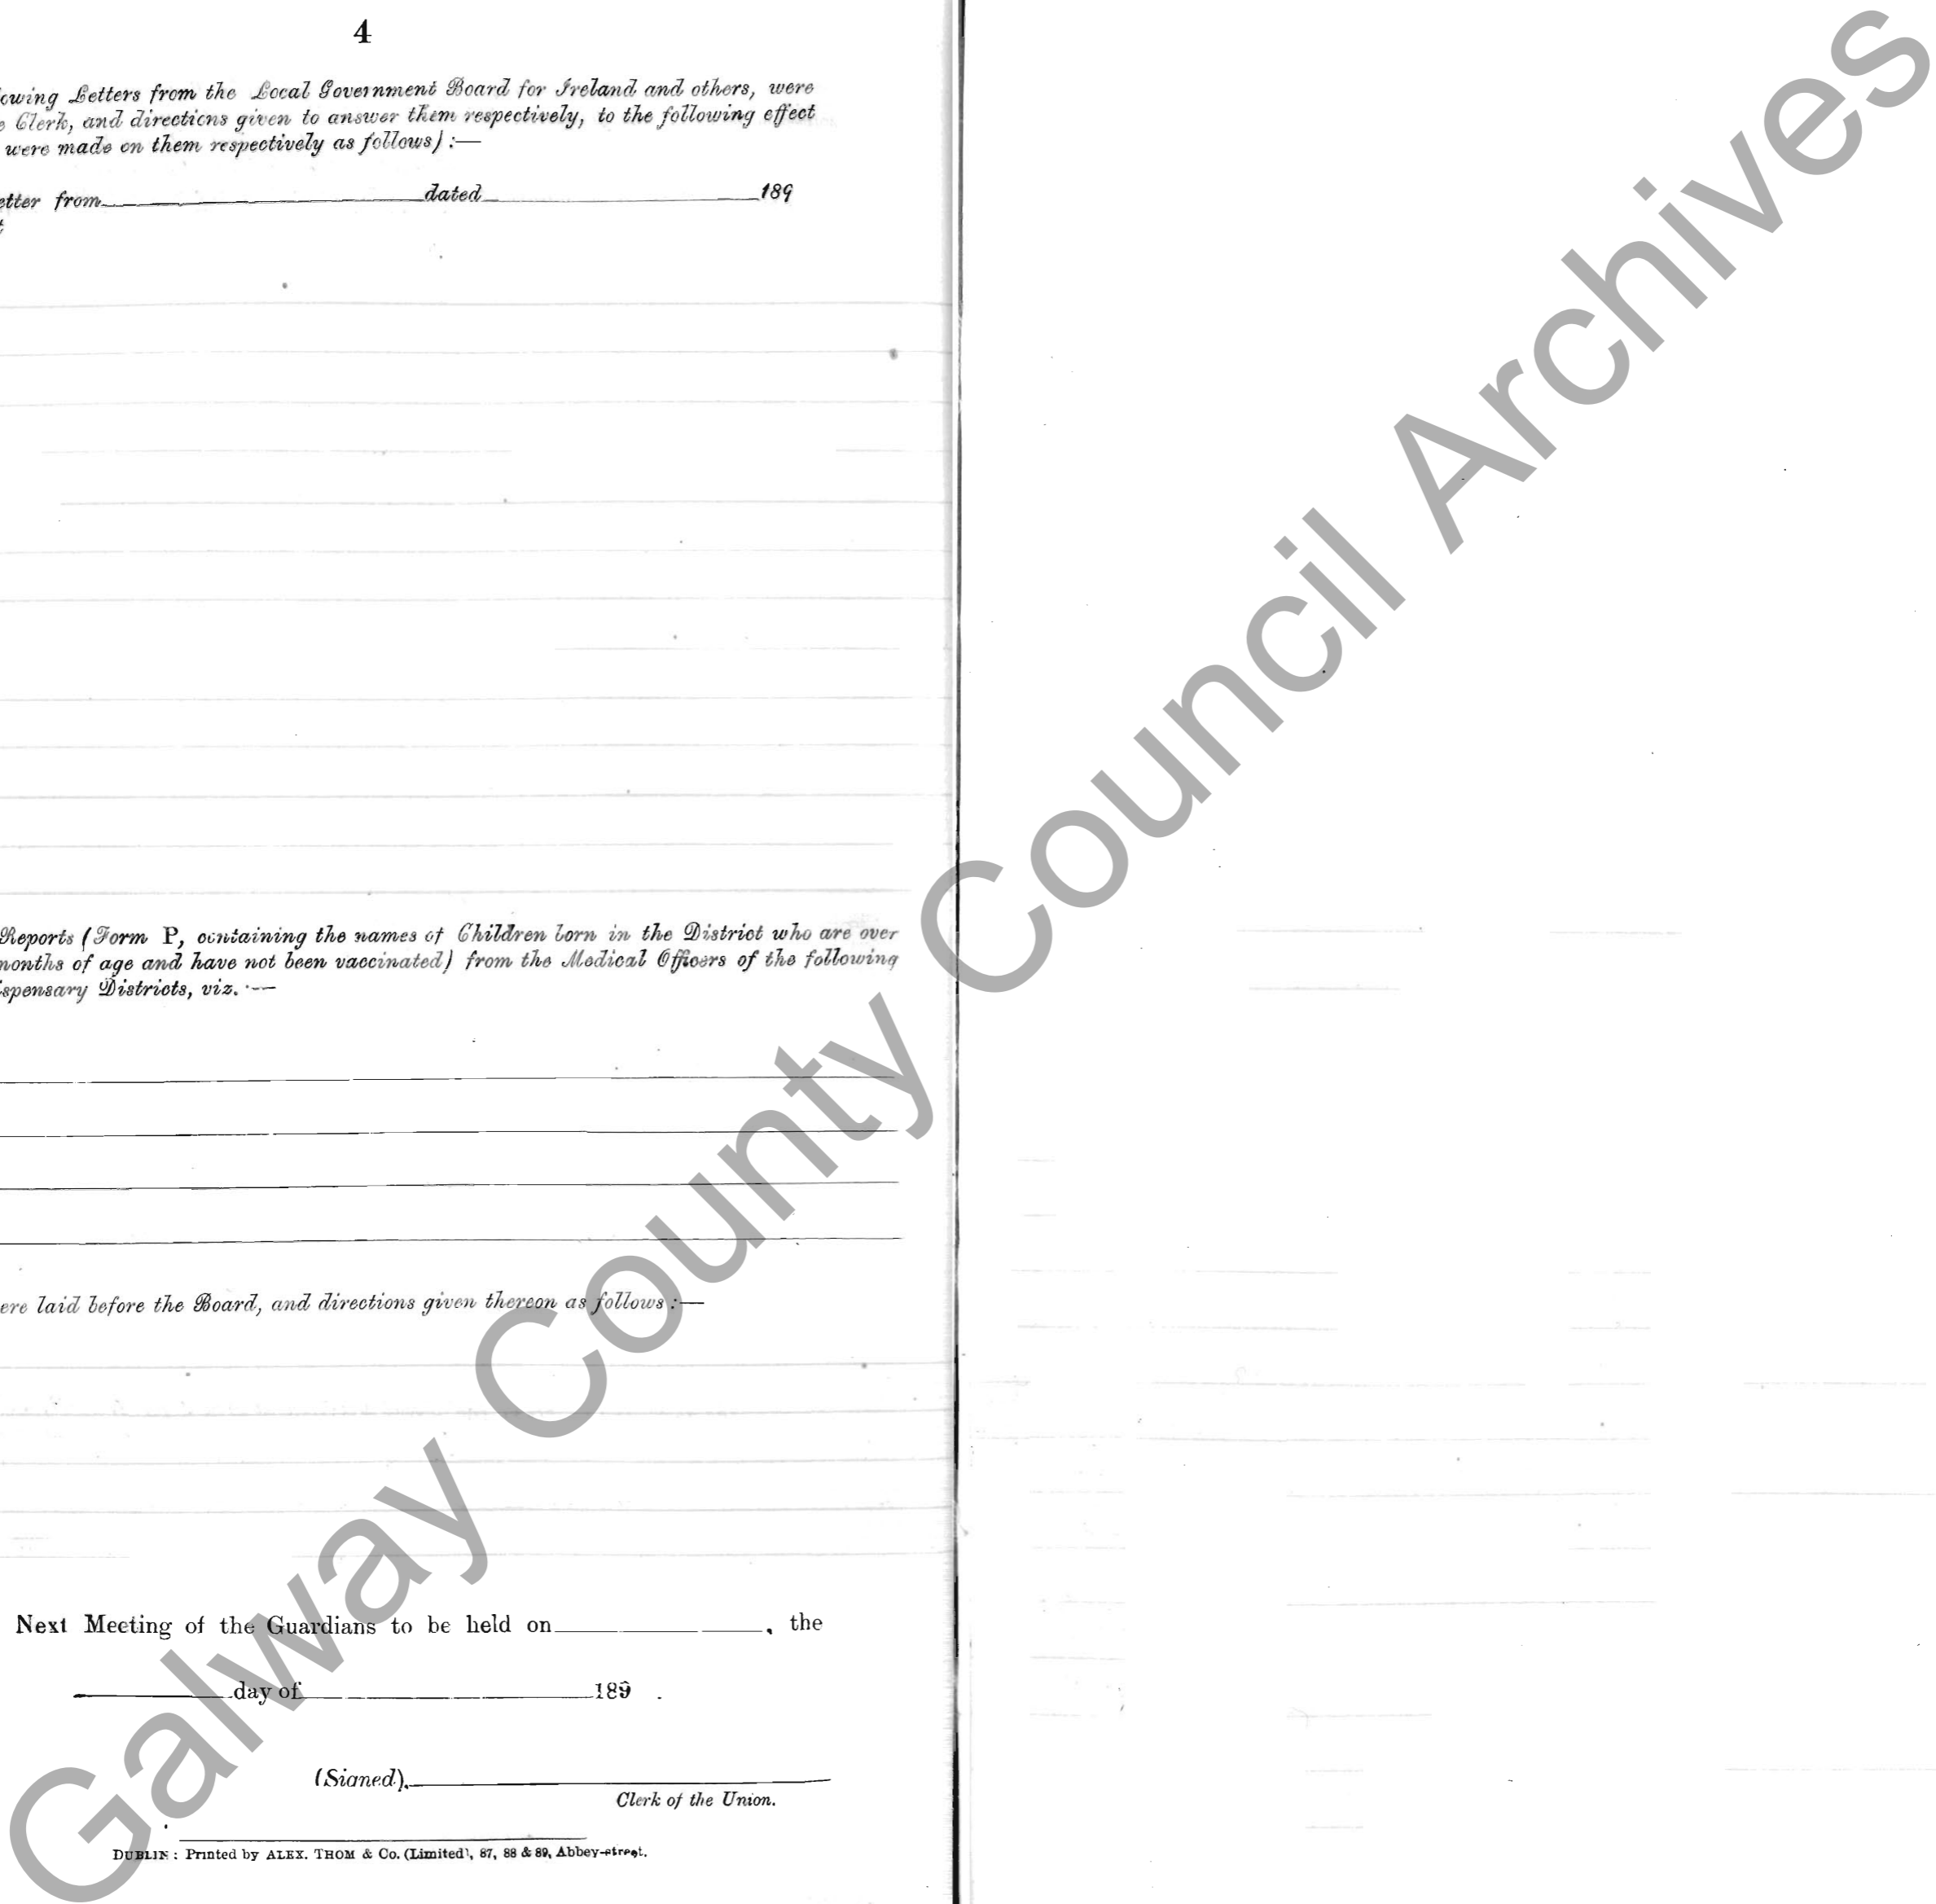 4
owing Letters from the Local Government Board for Ireland and others, were
e Clerk, and directions given to answer them respectively, to the following effect
were made on them respectively as follows) :—
etter from dated 189
Reports (Form P, containing the names of Children born in the District who are over
months of age and have not been vaccinated) from the Medical Officers of the following
ispensary Districts, viz. :—
ere laid before the Board, and directions given thereon as follows :—
Next Meeting of the Guardians to be held on , the
day of 189 .
(Signed),
Clerk of the Union.
DUBLIN : Printed by ALEX. THOM & Co. (Limited), 87, 88 & 89, Abbey-street.
Galway County Council Archives